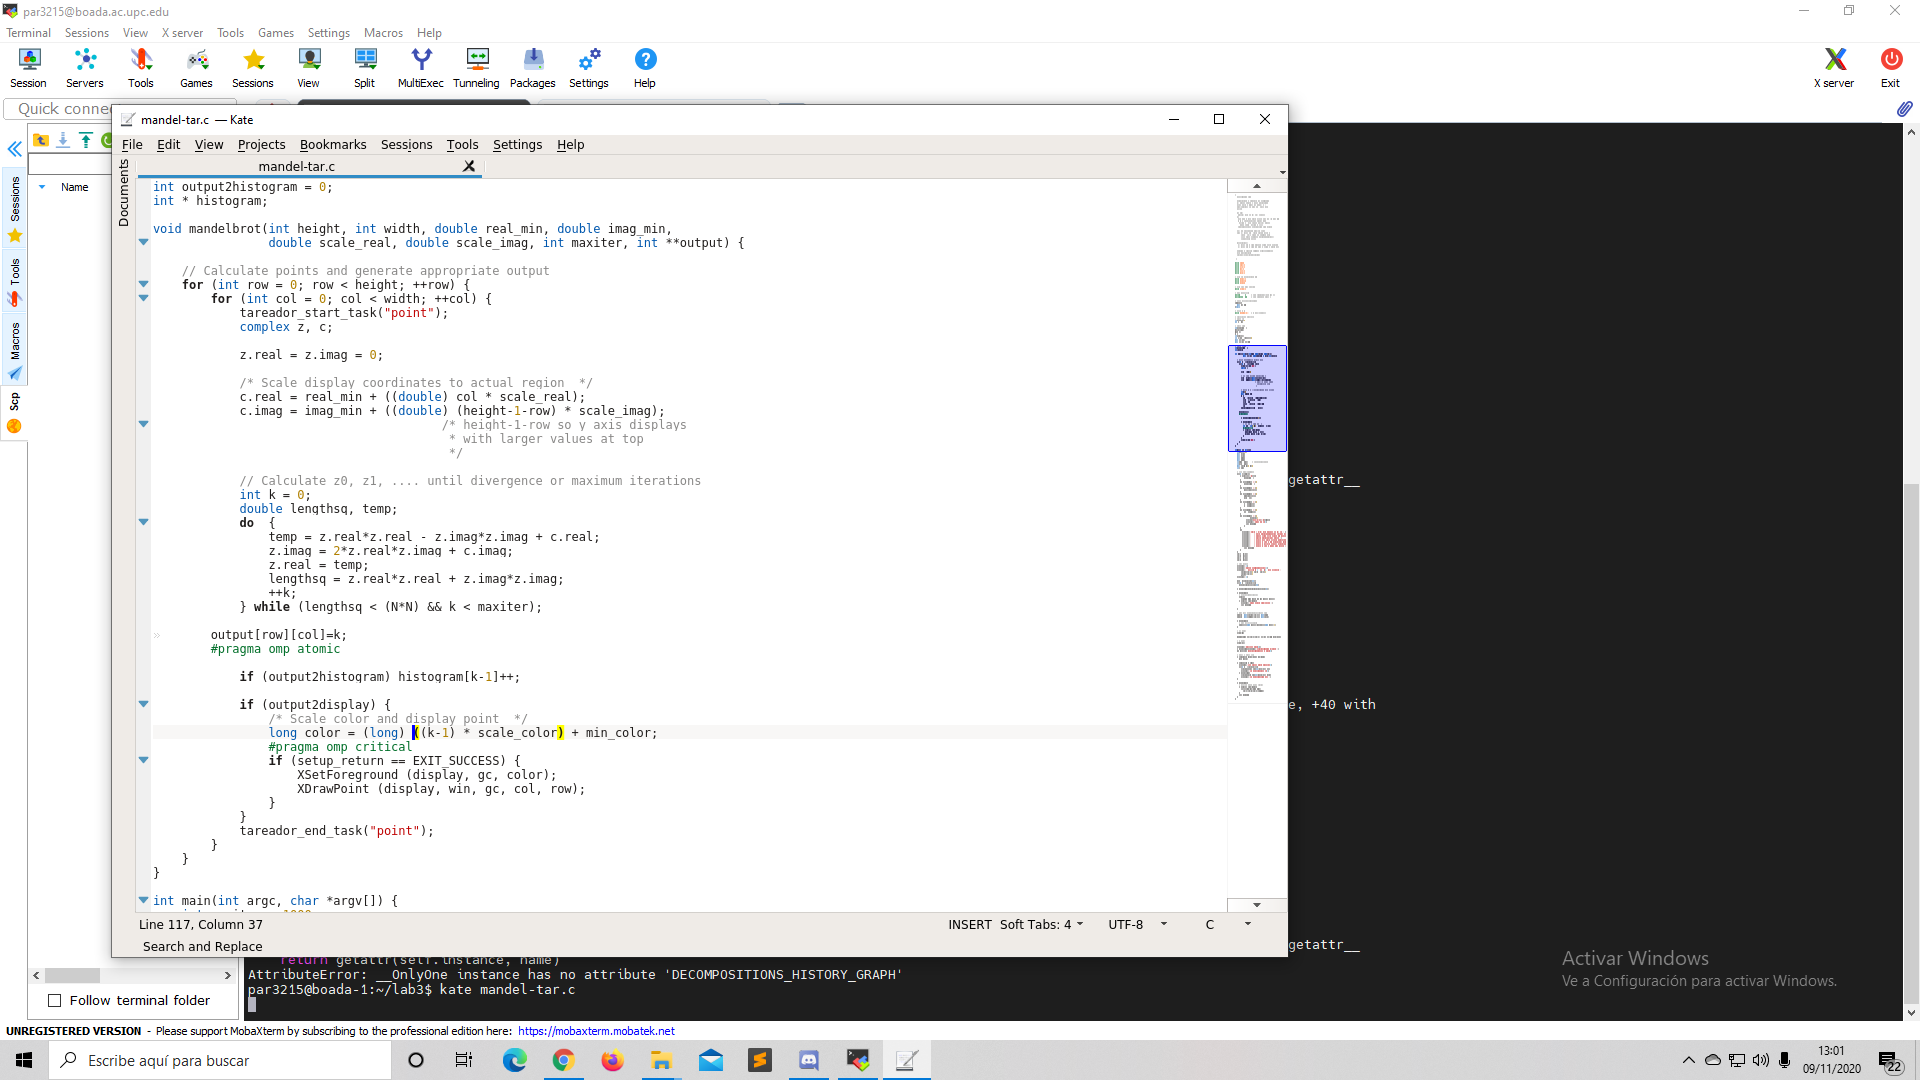 par3215@boada.ac.upc.edu
Terminal Sessions View X server Tools Games Settings Macros Help
Session Servers Tools Games Sessions View Split MultiExec Tunneling Packages Settings Help X server Exit
Quick conne
mandel-tar.c — Kate
File Edit View Projects Bookmarks Sessions Tools Settings Help
mandel-tar.c
Documents
Name
Sessions
Tools
Macros
Scp
int output2histogram = 0;
int * histogram;
void mandelbrot(int height, int width, double real_min, double imag_min,
double scale_real, double scale_imag, int maxiter, int **output) {
// Calculate points and generate appropriate output
for (int row = 0; row < height; ++row) {
for (int col = 0; col < width; ++col) {
tareador_start_task("point");
complex z, c;
z.real = z.imag = 0;
/* Scale display coordinates to actual region */
c.real = real_min + ((double) col * scale_real);
c.imag = imag_min + ((double) (height-1-row) * scale_imag);
/* height-1-row so y axis displays
* with larger values at top
*/
// Calculate z0, z1, .... until divergence or maximum iterations
int k = 0;
double lengthsq, temp;
do {
temp = z.real*z.real - z.imag*z.imag + c.real;
z.imag = 2*z.real*z.imag + c.imag;
z.real = temp;
lengthsq = z.real*z.real + z.imag*z.imag;
++k;
} while (lengthsq < (N*N) && k < maxiter);
output[row][col]=k;
#pragma omp atomic
if (output2histogram) histogram[k-1]++;
if (output2display) {
/* Scale color and display point */
long color = (long) ((k-1) * scale_color) + min_color;
#pragma omp critical
if (setup_return == EXIT_SUCCESS) {
XSetForeground (display, gc, color);
XDrawPoint (display, win, gc, col, row);
}
}
tareador_end_task("point");
}
}
}
int main(int argc, char *argv[]) {
Line 117, Column 37 INSERT Soft Tabs: 4 UTF-8 C
Search and Replace
getattr__
e, +40 with
getattr__
return getattr(self.instance, name)
AttributeError: __OnlyOne instance has no attribute 'DECOMPOSITIONS_HISTORY_GRAPH'
par3215@boada-1:~/lab3$ kate mandel-tar.c
Follow terminal folder
Activar Windows
Ve a Configuración para activar Windows.
UNREGISTERED VERSION - Please support MobaXterm by subscribing to the professional edition here: https://mobaxterm.mobatek.net
Escribe aquí para buscar
13:01
09/11/2020
22